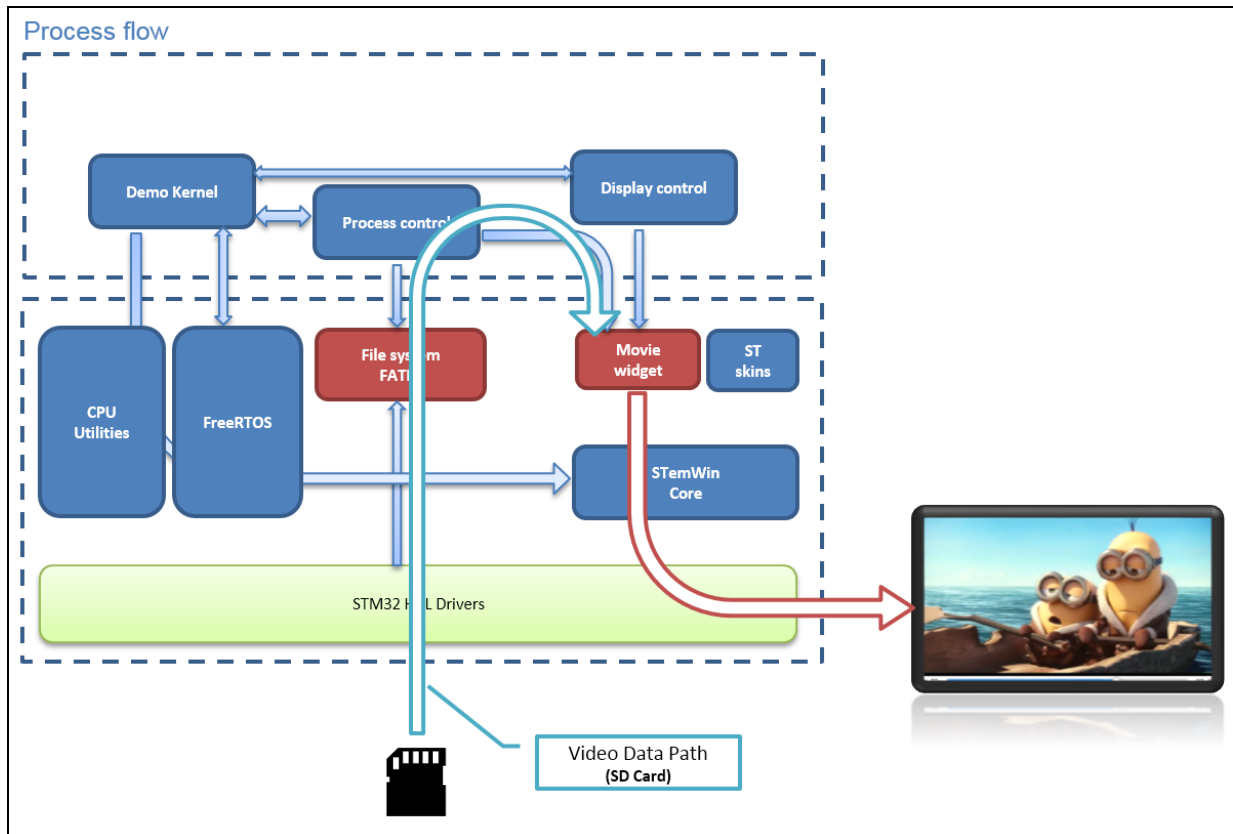 Process flow
Demo Kernel
Process control
Display control
CPU
Utilities
FreeRTOS
File system
Movie
widget
ST
skins
STemWin
Core
STM32 Drivers
Video Data Path
(SD Card)